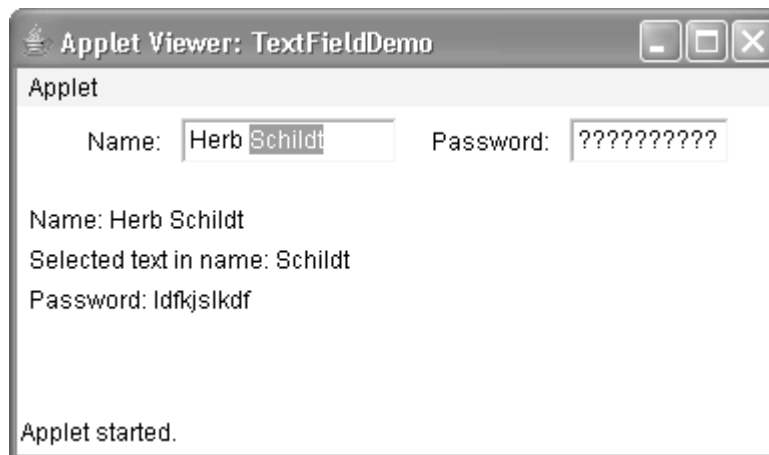 Applet Viewer: TextFieldDemo
Applet
Name: Herb Schildt Password: ??????????
Name: Herb Schildt
Selected text in name: Schildt
Password: ldfkjslkdf
Applet started.